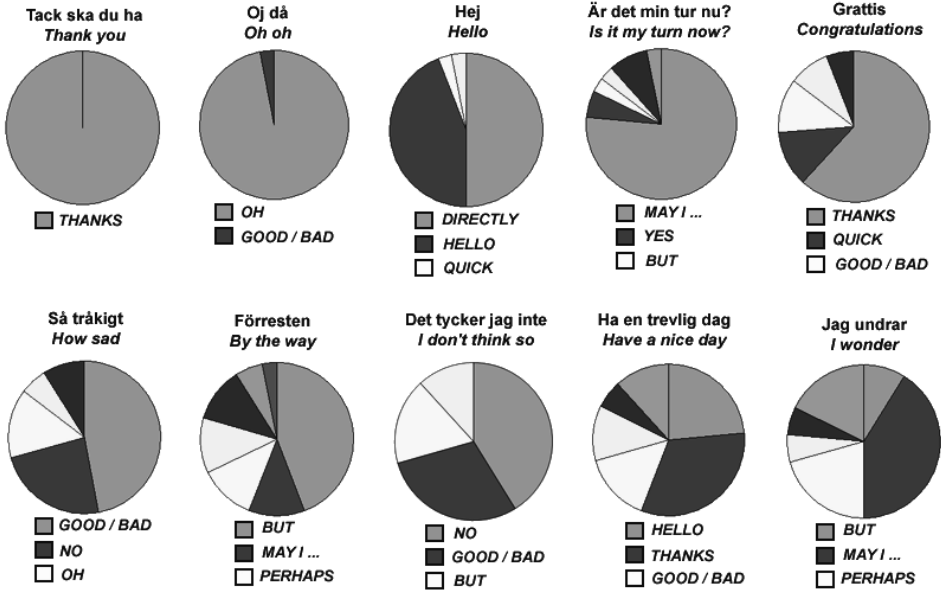 Tack ska du ha
Thank you
THANKS
Oj då
Oh oh
OH
GOOD / BAD
Hej
Hello
DIRECTLY
HELLO
QUICK
Är det min tur nu?
Is it my turn now?
MAY I ...
YES
BUT
Grattis
Congratulations
THANKS
QUICK
GOOD / BAD
Så tråkigt
How sad
GOOD / BAD
NO
OH
Förresten
By the way
BUT
MAY I ...
PERHAPS
Det tycker jag inte
I don't think so
NO
GOOD / BAD
BUT
Ha en trevlig dag
Have a nice day
HELLO
THANKS
GOOD / BAD
Jag undrar
I wonder
BUT
MAY I ...
PERHAPS